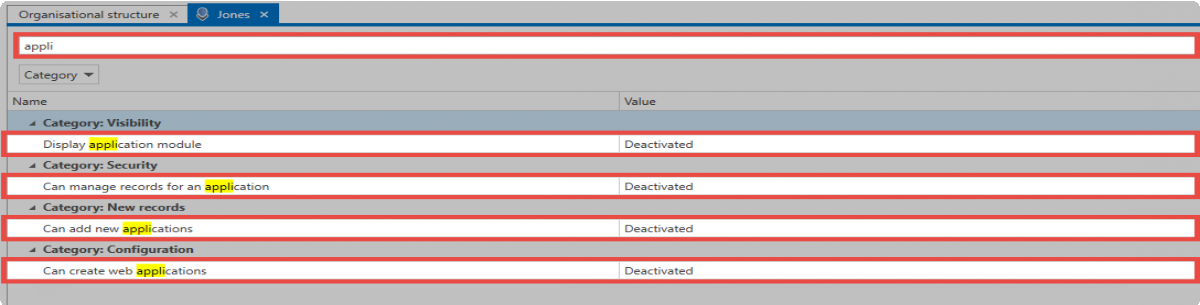 Organisational structure Jones
appli
Category
Name Value
Category: Visibility
Display application module Deactivated
Category: Security
Can manage records for an application Deactivated
Category: New records
Can add new applications Deactivated
Category: Configuration
Can create web applications Deactivated